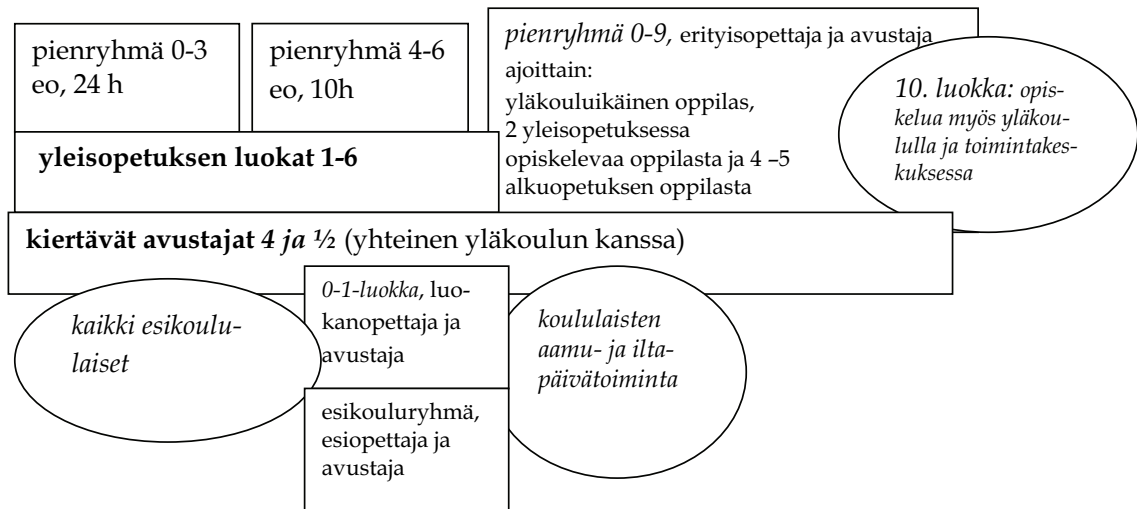 pienryhmä 0-3
eo, 24 h
pienryhmä 4-6
eo, 10h
pienryhmä 0-9, erityisopettaja ja avustaja
ajoittain:
yläkouluikäinen oppilas,
2 yleisopetuksessa
opiskelevaa oppilasta ja 4 –5
alkuopetuksen oppilasta
10. luokka: opis-
kelua myös yläkou-
lulla ja toimintakes-
kuksessa
yleisopetuksen luokat 1-6
kiertävät avustajat 4 ja ½ (yhteinen yläkoulun kanssa)
kaikki esikoulu-
laiset
0-1-luokka, luo-
kanopettaja ja
avustaja
koululaisten
aamu- ja ilta-
päivätoiminta
esikouluryhmä,
esiopettaja ja
avustaja